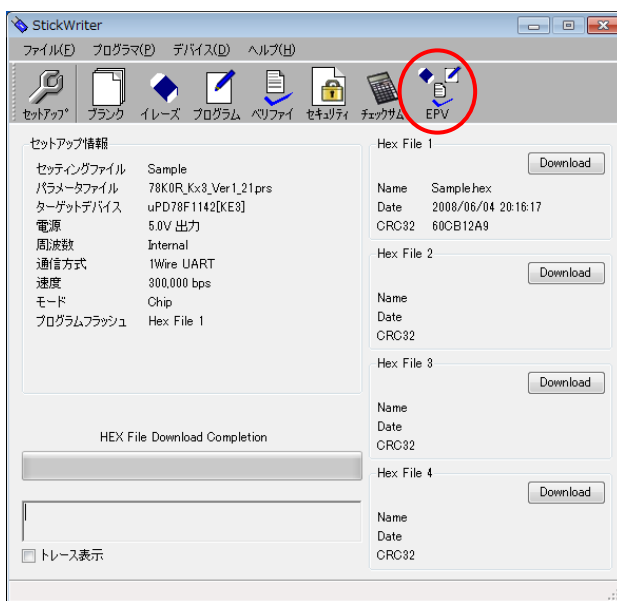 StickWriter
ファイル(F) プログラマ(P) デバイス(D) ヘルプ(H)
セットアップ ブランク イレーズ プログラム ベリファイ セキュリティ チェックサム EPV
セットアップ情報
セッティングファイル Sample
パラメータファイル 78K0R_Kx3_Ver1_21.prs
ターゲットデバイス uPD78F1142[KE3]
電源 5.0V 出力
周波数 Internal
通信方式 1Wire UART
速度 300,000 bps
モード Chip
プログラムフラッシュ Hex File 1
HEX File Download Completion
トレース表示
Hex File 1
Download
Name Sample.hex
Date 2008/06/04 20:16:17
CRC32 60CB12A9
Hex File 2
Download
Name
Date
CRC32
Hex File 3
Download
Name
Date
CRC32
Hex File 4
Download
Name
Date
CRC32